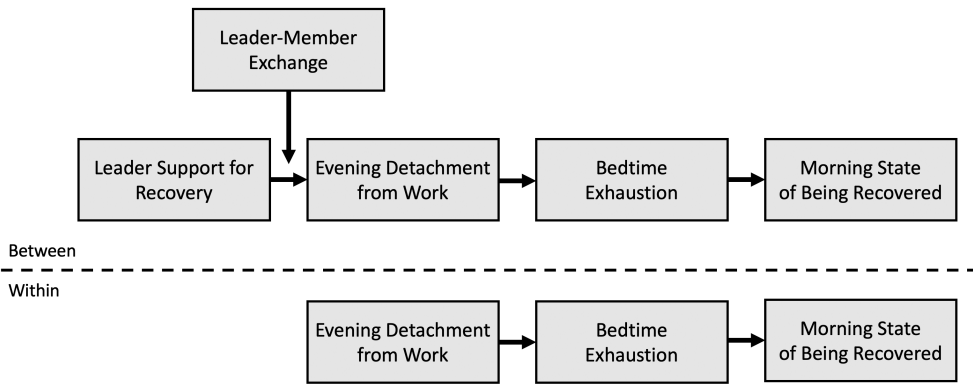 Leader-Member
Exchange
Leader Support for
Recovery
Evening Detachment
from Work
Bedtime
Exhaustion
Morning State
of Being Recovered
Between
Within
Evening Detachment
from Work
Bedtime
Exhaustion
Morning State
of Being Recovered